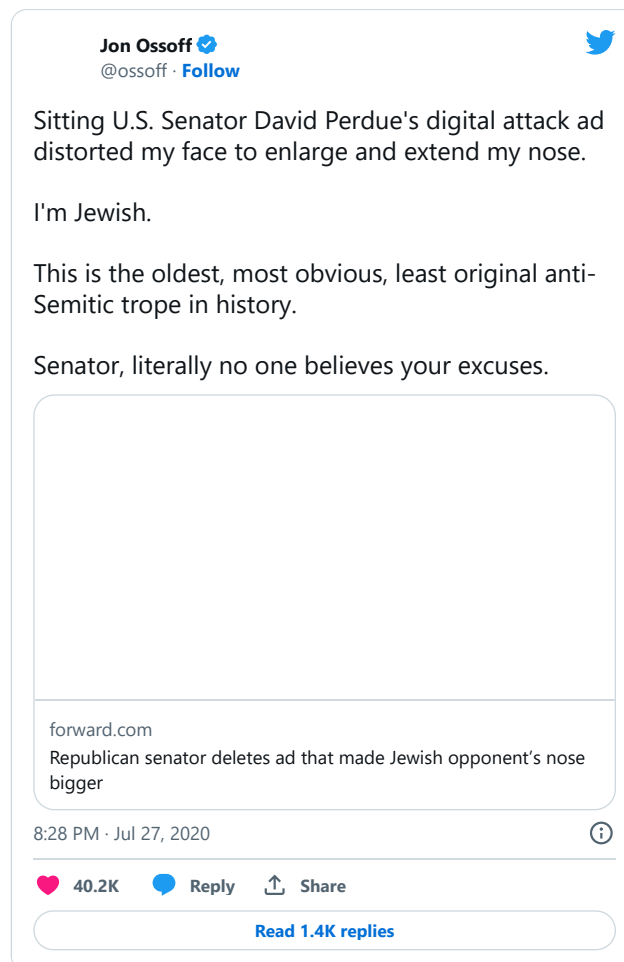 Jon Ossoff
@ossoff · Follow
Sitting U.S. Senator David Perdue's digital attack ad
distorted my face to enlarge and extend my nose.
I'm Jewish.
This is the oldest, most obvious, least original anti-
Semitic trope in history.
Senator, literally no one believes your excuses.
forward.com
Republican senator deletes ad that made Jewish opponent’s nose
bigger
8:28 PM · Jul 27, 2020
40.2K Reply Share
Read 1.4K replies